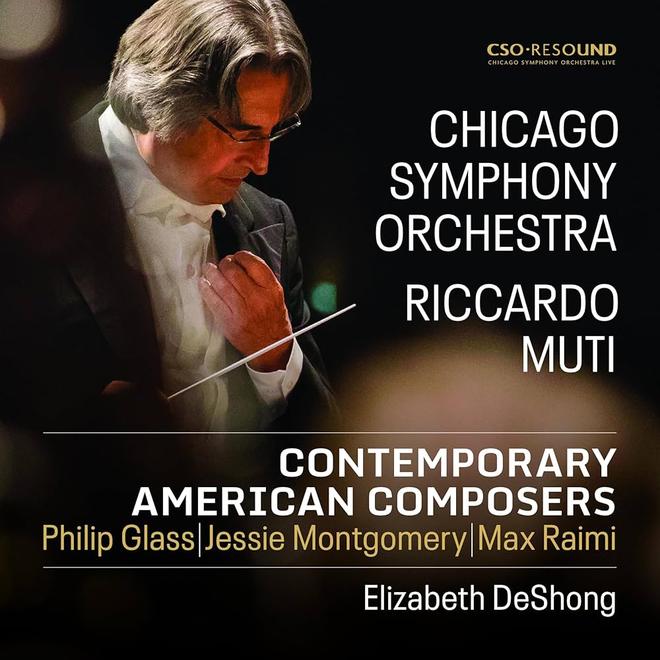 CSO·RESOUND
CHICAGO SYMPHONY ORCHESTRA LIVE
CHICAGO
SYMPHONY
ORCHESTRA
RICCARDO
MUTI
CONTEMPORARY
AMERICAN COMPOSERS
Philip Glass|Jessie Montgomery|Max Raimi
Elizabeth DeShong